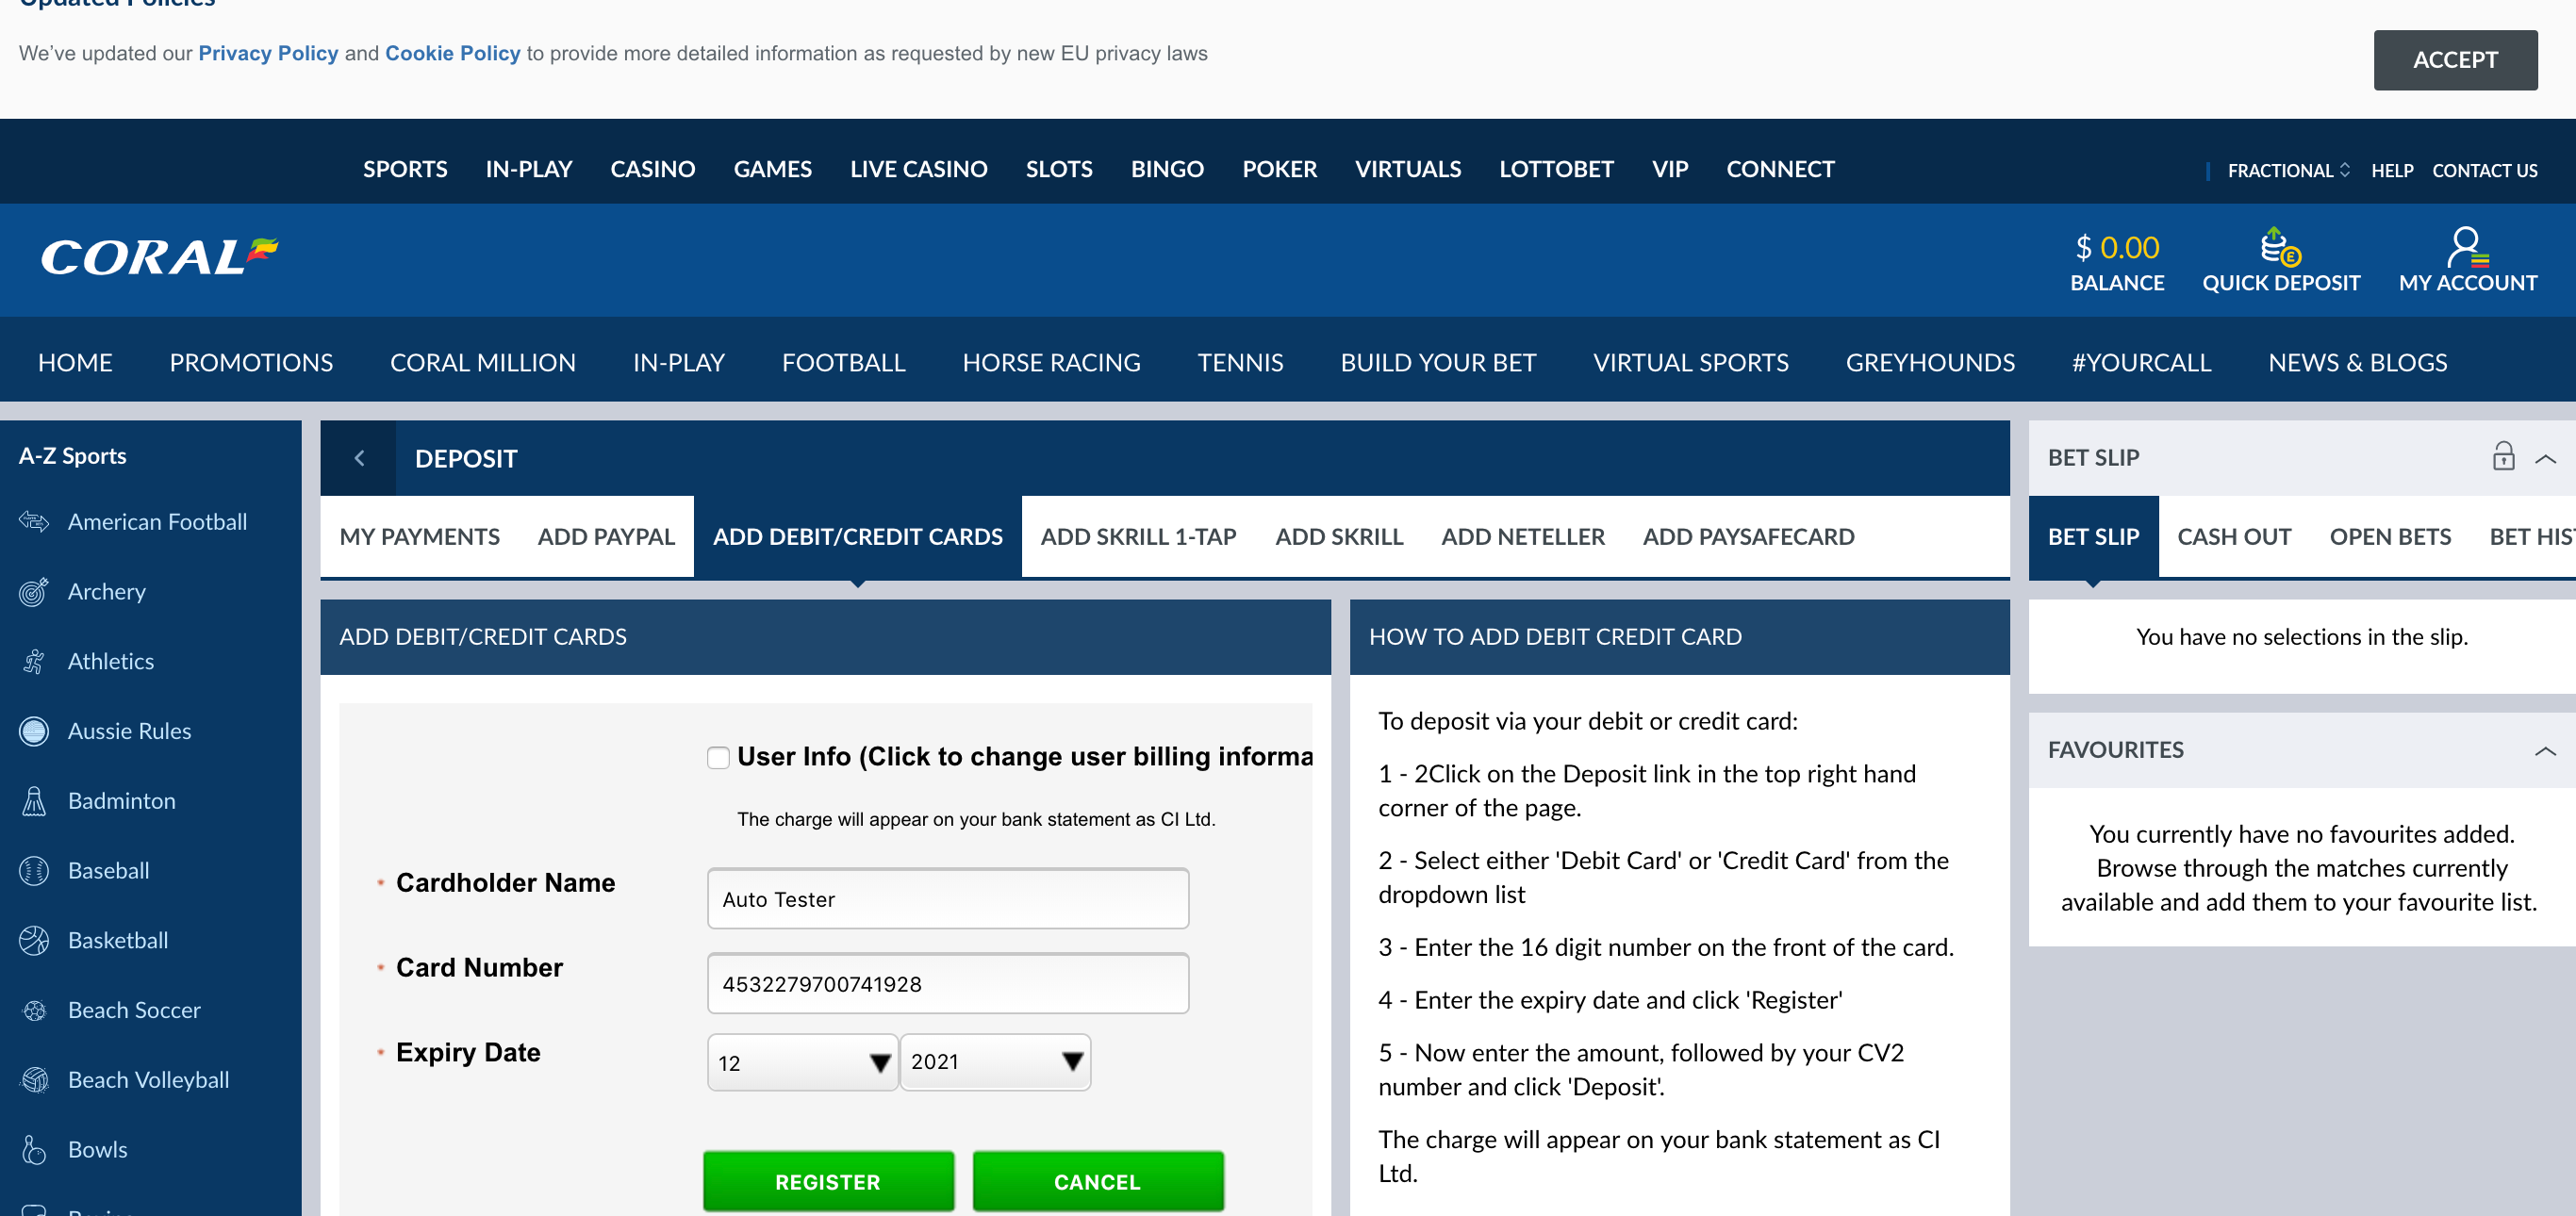 Updated Policies
We've updated our Privacy Policy and Cookie Policy to provide more detailed information as requested by new EU privacy laws
ACCEPT
SPORTS IN-PLAY CASINO GAMES LIVE CASINO SLOTS BINGO POKER VIRTUALS LOTTOBET VIP CONNECT
FRACTIONAL HELP CONTACT US
CORAL
$ 0.00
BALANCE
QUICK DEPOSIT
MY ACCOUNT
HOME PROMOTIONS CORAL MILLION IN-PLAY FOOTBALL HORSE RACING TENNIS BUILD YOUR BET VIRTUAL SPORTS GREYHOUNDS #YOURCALL NEWS & BLOGS
A-Z Sports
American Football
Archery
Athletics
Aussie Rules
Badminton
Baseball
Basketball
Beach Soccer
Beach Volleyball
Bowls
DEPOSIT
MY PAYMENTS ADD PAYPAL ADD DEBIT/CREDIT CARDS ADD SKRILL 1-TAP ADD SKRILL ADD NETELLER ADD PAYSAFECARD
ADD DEBIT/CREDIT CARDS
User Info (Click to change user billing informa
The charge will appear on your bank statement as CI Ltd.
* Cardholder Name
Auto Tester
* Card Number
4532279700741928
* Expiry Date
12 2021
REGISTER CANCEL
HOW TO ADD DEBIT CREDIT CARD
To deposit via your debit or credit card:
1 - 2Click on the Deposit link in the top right hand
corner of the page.
2 - Select either 'Debit Card' or 'Credit Card' from the
dropdown list
3 - Enter the 16 digit number on the front of the card.
4 - Enter the expiry date and click 'Register'
5 - Now enter the amount, followed by your CV2
number and click 'Deposit'.
The charge will appear on your bank statement as CI
Ltd.
BET SLIP
BET SLIP CASH OUT OPEN BETS BET HIS
You have no selections in the slip.
FAVOURITES
You currently have no favourites added.
Browse through the matches currently
available and add them to your favourite list.